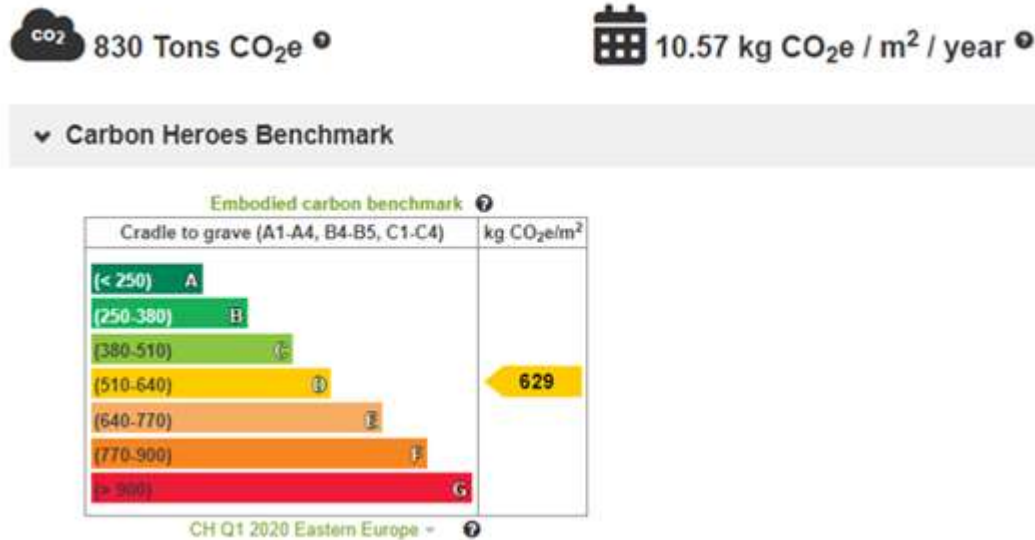 CO2 830 Tons CO₂e ?
10.57 kg CO₂e / m² / year ?
Carbon Heroes Benchmark
Embodied carbon benchmark ?
Cradle to grave (A1-A4, B4-B5, C1-C4) kg CO₂e/m²
(< 250) A
(250-380) B
(380-510) C
(510-640) D 629
(640-770) E
(770-900) F
(> 900) G
CH Q1 2020 Eastern Europe ?